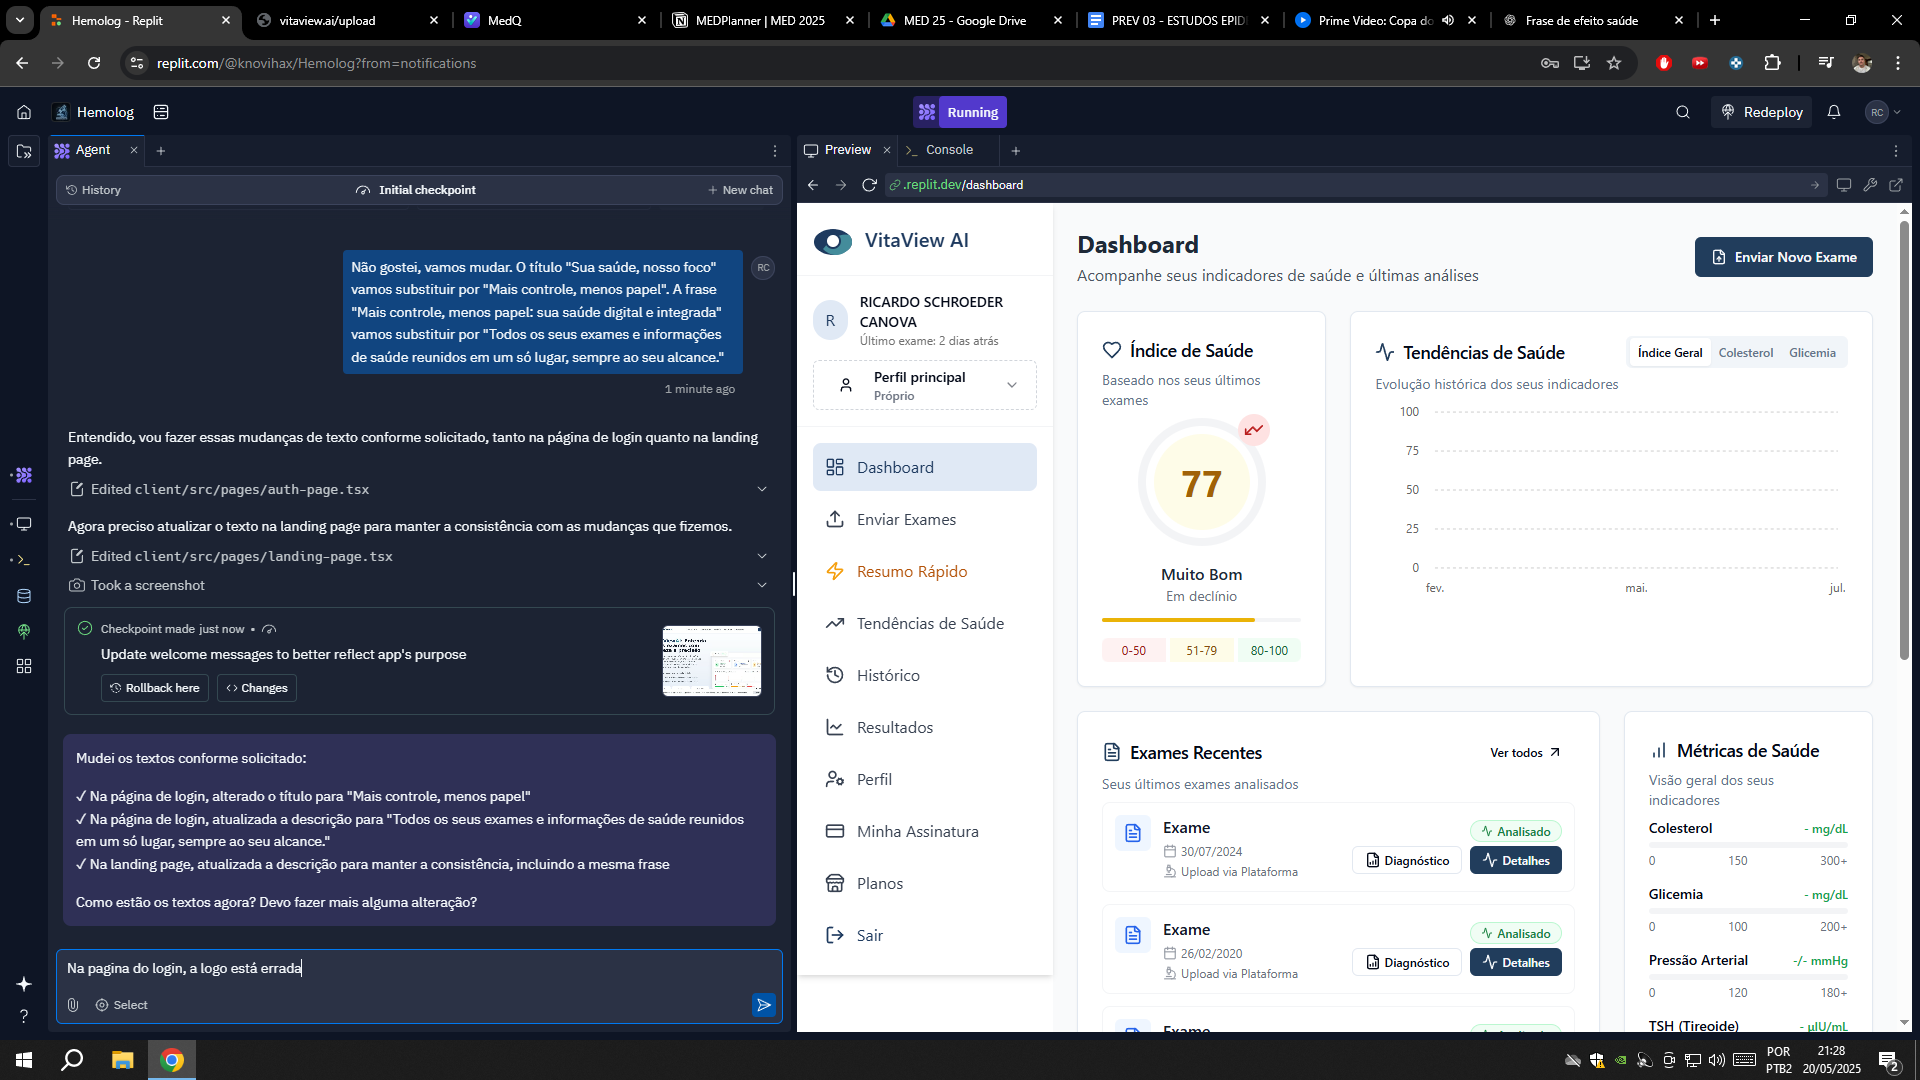 Hemolog - Replit
vitaview.ai/upload
MedQ
MEDPlanner | MED 2025
MED 25 - Google Drive
PREV 03 - ESTUDOS EPID
Prime Video: Copa do
Frase de efeito saúde
replit.com/@knovihax/Hemolog?from=notifications
Hemolog
Running
Redeploy
RC
Agent
Preview
Console
History
Initial checkpoint
New chat
.replit.dev/dashboard
Não gostei, vamos mudar. O título "Sua saúde, nosso foco"
vamos substituir por "Mais controle, menos papel". A frase
"Mais controle, menos papel: sua saúde digital e integrada"
vamos substituir por "Todos os seus exames e informações
de saúde reunidos em um só lugar, sempre ao seu alcance."
RC
1 minute ago
Entendido, vou fazer essas mudanças de texto conforme solicitado, tanto na página de login quanto na landing
page.
Edited client/src/pages/auth-page.tsx
Agora preciso atualizar o texto na landing page para manter a consistência com as mudanças que fizemos.
Edited client/src/pages/landing-page.tsx
Took a screenshot
Checkpoint made just now •
Update welcome messages to better reflect app's purpose
Rollback here
Changes
Mudei os textos conforme solicitado:
✓ Na página de login, alterado o título para "Mais controle, menos papel"
✓ Na página de login, atualizada a descrição para "Todos os seus exames e informações de saúde reunidos
em um só lugar, sempre ao seu alcance."
✓ Na landing page, atualizada a descrição para manter a consistência, incluindo a mesma frase
Como estão os textos agora? Devo fazer mais alguma alteração?
Na pagina do login, a logo está errada
Select
VitaView AI
R
RICARDO SCHROEDER
CANOVA
Último exame: 2 dias atrás
Perfil principal
Próprio
Dashboard
Enviar Exames
Resumo Rápido
Tendências de Saúde
Histórico
Resultados
Perfil
Minha Assinatura
Planos
Sair
Dashboard
Acompanhe seus indicadores de saúde e últimas análises
Enviar Novo Exame
Índice de Saúde
Baseado nos seus últimos
exames
77
Muito Bom
Em declínio
0-50
51-79
80-100
Tendências de Saúde
Índice Geral
Colesterol
Glicemia
Evolução histórica dos seus indicadores
100
75
50
25
0
fev.
mai.
jul.
Exames Recentes
Ver todos
Seus últimos exames analisados
Exame
30/07/2024
Upload via Plataforma
Analisado
Diagnóstico
Detalhes
Exame
26/02/2020
Upload via Plataforma
Analisado
Diagnóstico
Detalhes
Exame
Métricas de Saúde
Visão geral dos seus
indicadores
Colesterol
- mg/dL
0
150
300+
Glicemia
- mg/dL
0
100
200+
Pressão Arterial
-/- mmHg
0
120
180+
TSH (Tireoide)
- µIU/mL
POR
PTB2
21:28
20/05/2025
2